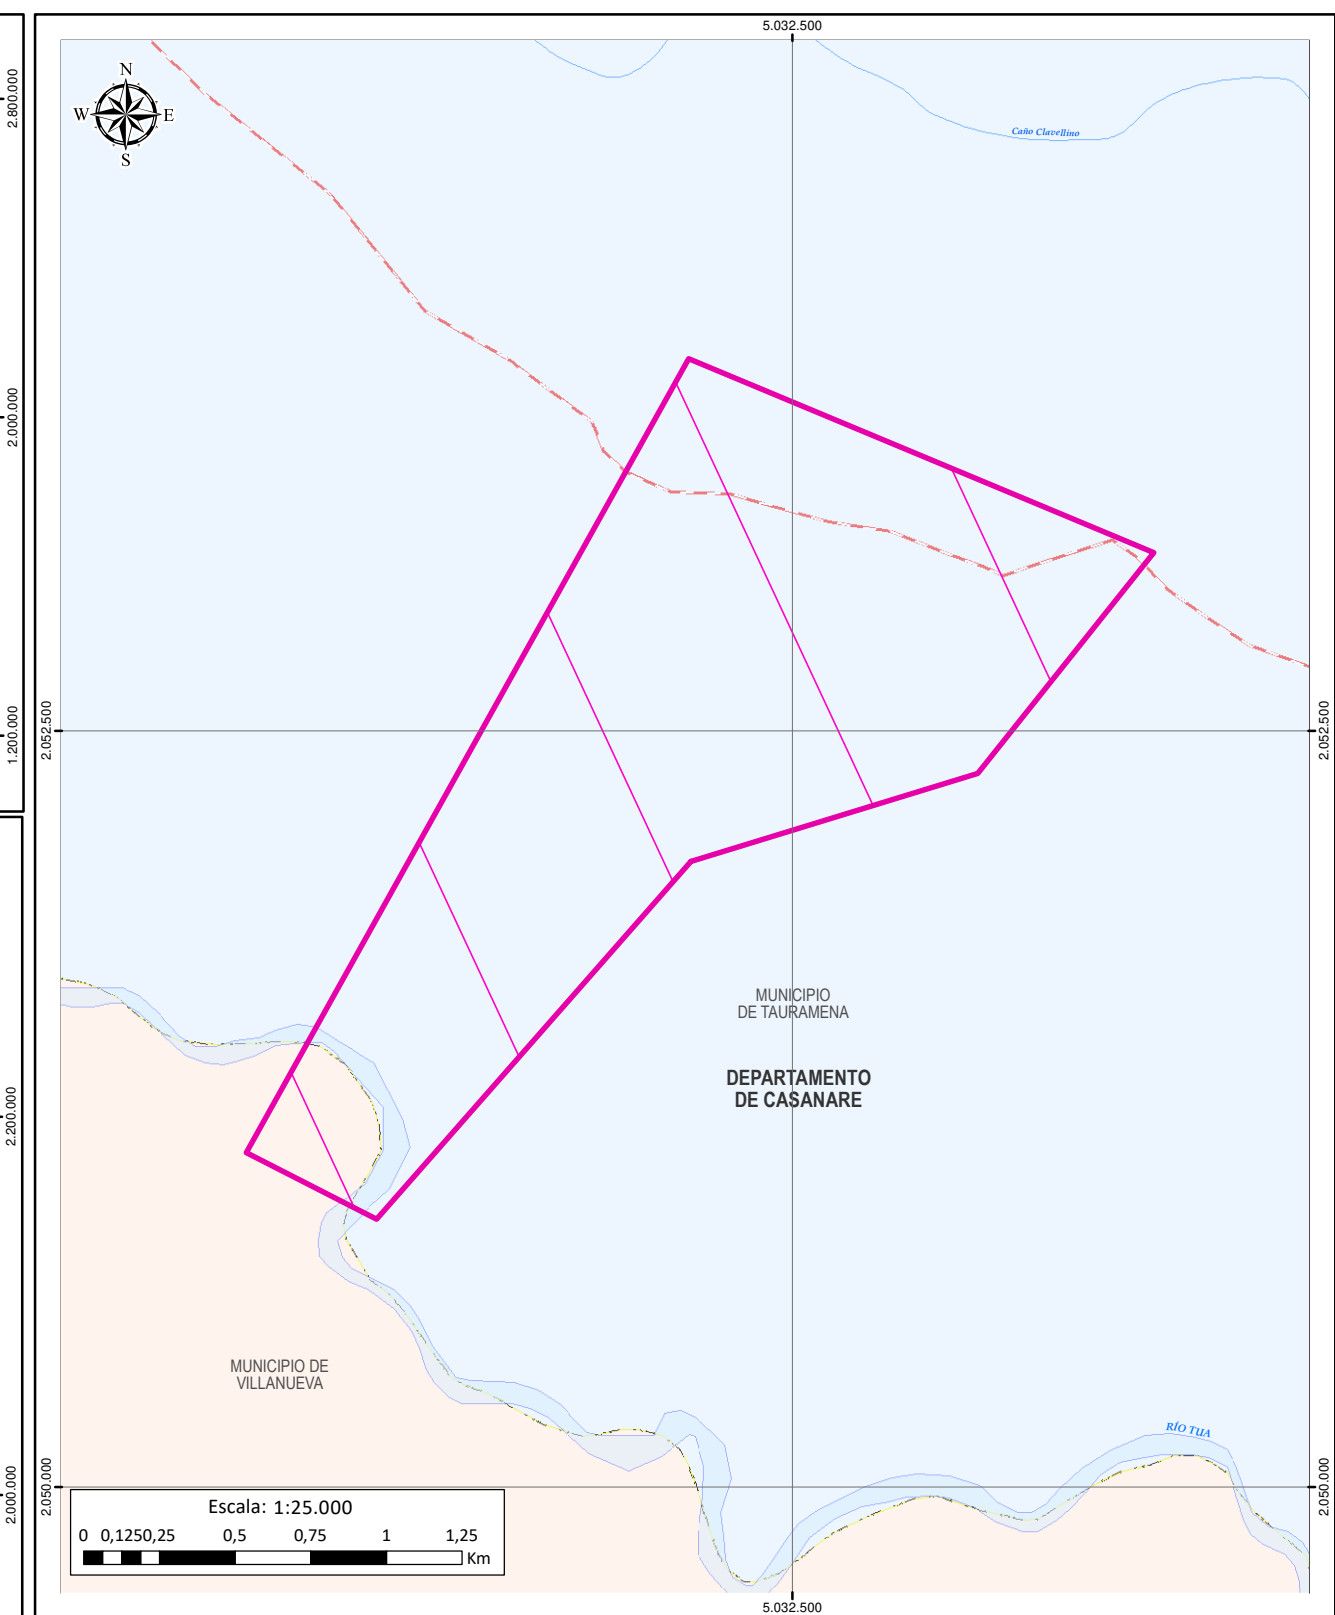 5.032.500
2.800.000
N
W E
S
Caño Clavellino
2.000.000
1.200.000
2.052.500
2.052.500
MUNICIPIO
DE TAURAMENA
DEPARTAMENTO
DE CASANARE
2.200.000
MUNICIPIO DE
VILLANUEVA
RÍO TUA
2.000.000
2.050.000
2.050.000
Escala: 1:25.000
0 0,1250,25 0,5 0,75 1 1,25
Km
5.032.500